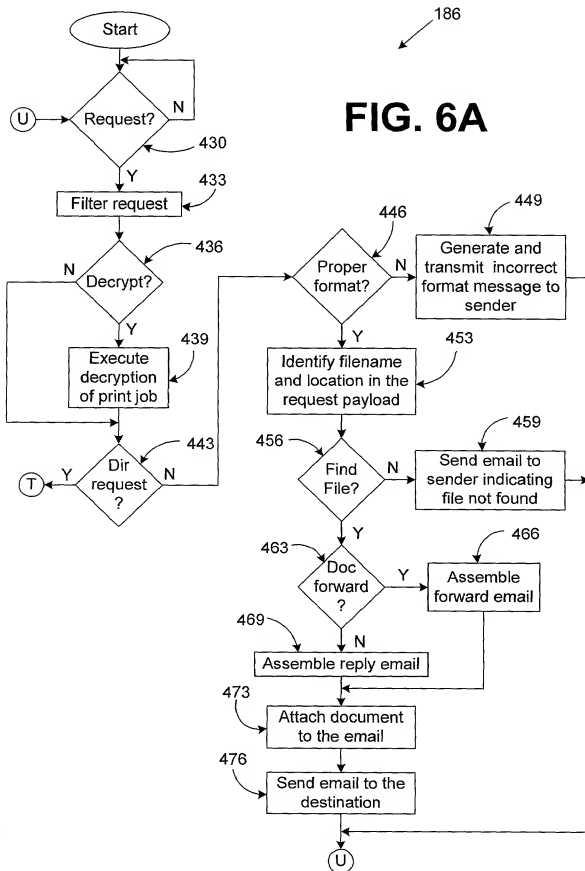 Start
186
FIG. 6A
U
Request?
N
430
Y
Filter request
433
N
Decrypt?
436
Y
Execute
decryption
of print job
439
T
Y
Dir
request
?
443
N
Proper
format?
446
N
Generate and
transmit incorrect
format message to
sender
449
Y
Identify filename
and location in the
request payload
453
456
Find
File?
N
Send email to
sender indicating
file not found
459
Y
463
Doc
forward
?
Y
Assemble
forward email
466
N
469
Assemble reply email
473
Attach document
to the email
476
Send email to the
destination
U